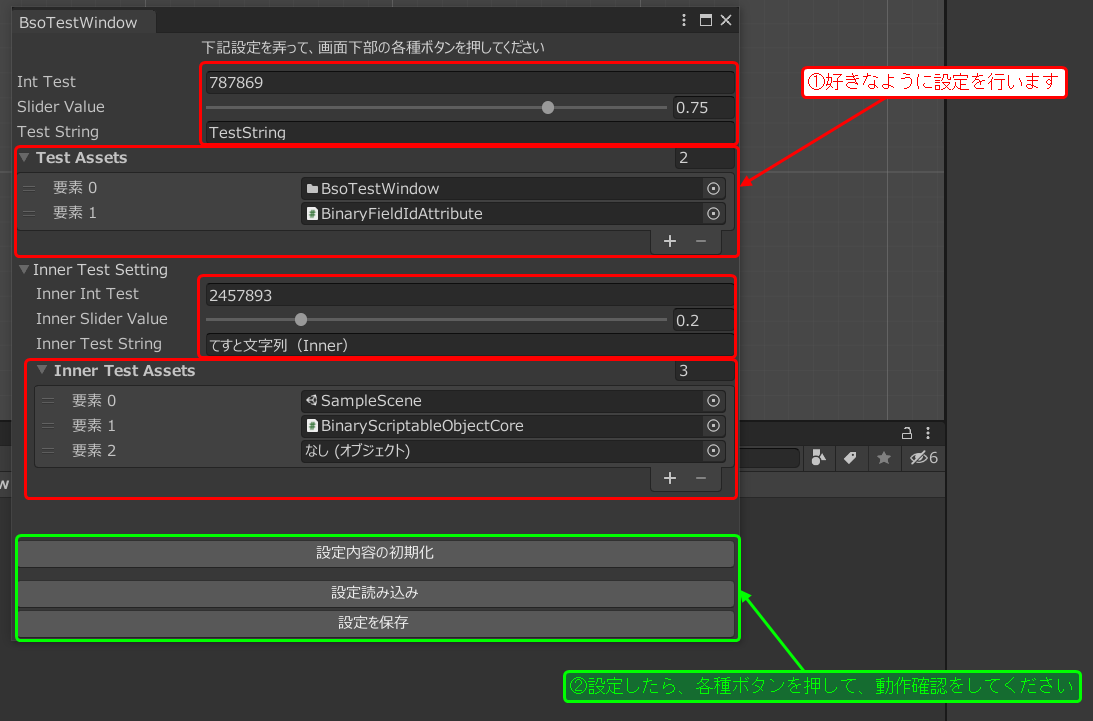 BsoTestWindow
下記設定を弄って、画面下部の各種ボタンを押してください
Int Test 787869
Slider Value 0.75
Test String TestString
Test Assets 2
要素 0 BsoTestWindow
要素 1 BinaryFieldIdAttribute
+ −
Inner Test Setting
Inner Int Test 2457893
Inner Slider Value 0.2
Inner Test String てすと文字列（Inner）
Inner Test Assets 3
要素 0 SampleScene
要素 1 BinaryScriptableObjectCore
要素 2 なし (オブジェクト)
+ −
設定内容の初期化
設定読み込み
設定を保存
①好きなように設定を行います
6
w
②設定したら、各種ボタンを押して、動作確認をしてください